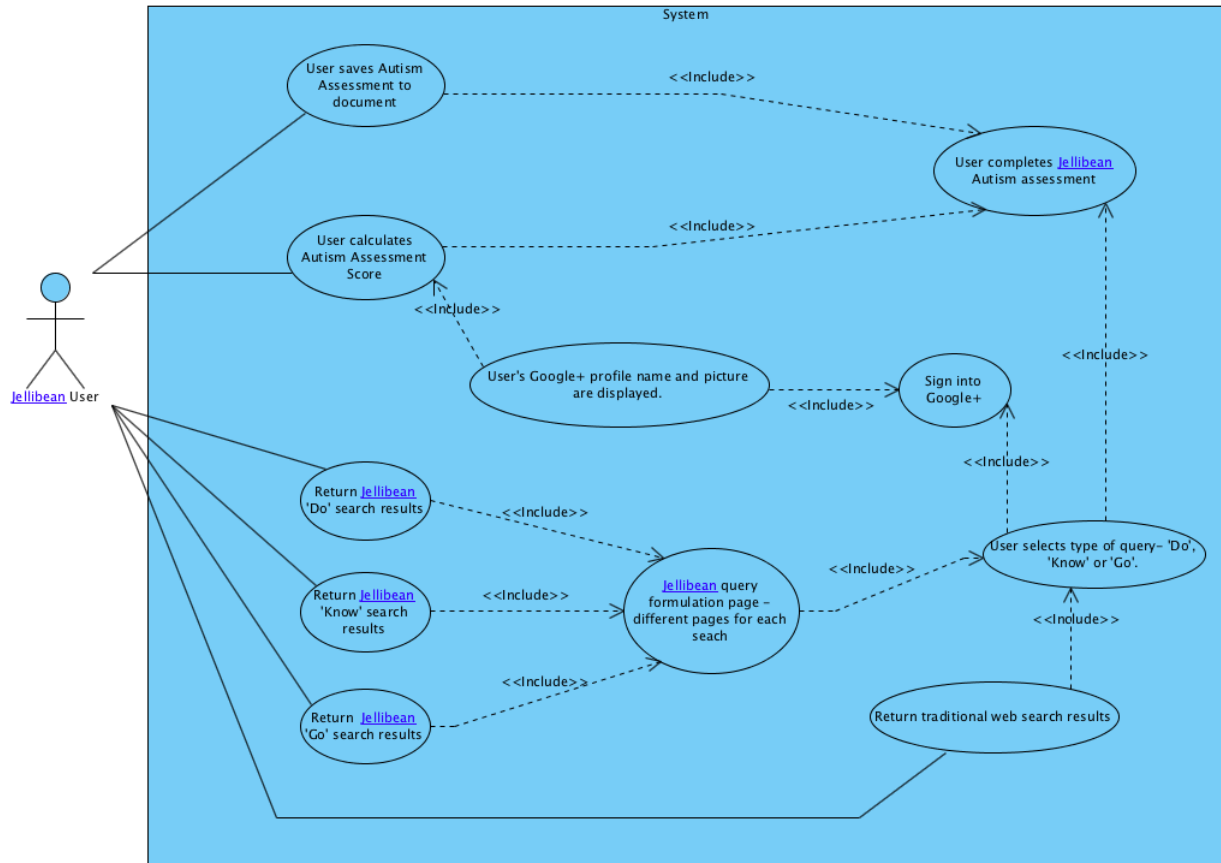 System
User saves Autism
Assessment to
document
<<Include>>
User completes Jellibean
Autism assessment
<<Include>>
User calculates
Autism Assessment
Score
<<Include>>
<<Include>>
User's Google+ profile name and picture
are displayed.
<<Include>>
Sign into
Google+
Jellibean User
<<Include>>
Return Jellibean
'Do' search results
<<Include>>
User selects type of query- 'Do',
'Know' or 'Go'.
<<Include>>
Return Jellibean
'Know' search
results
<<Include>>
Jellibean query
formulation page -
different pages for each
seach
<<Include>>
<<Include>>
Return Jellibean
'Go' search results
Return traditional web search results